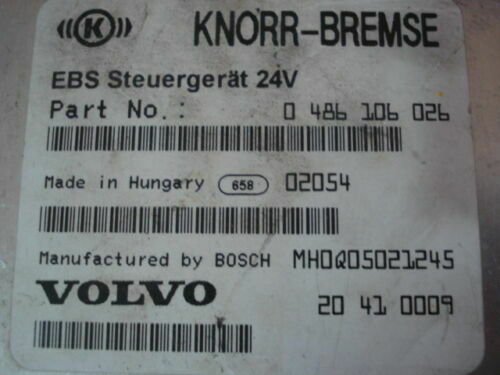 K KNORR-BREMSE
EBS Steuergerät 24V
Part No.: 0 486 106 026
Made in Hungary 658 02054
Manufactured by BOSCH MH0Q05021245
VOLVO 20 41 0009